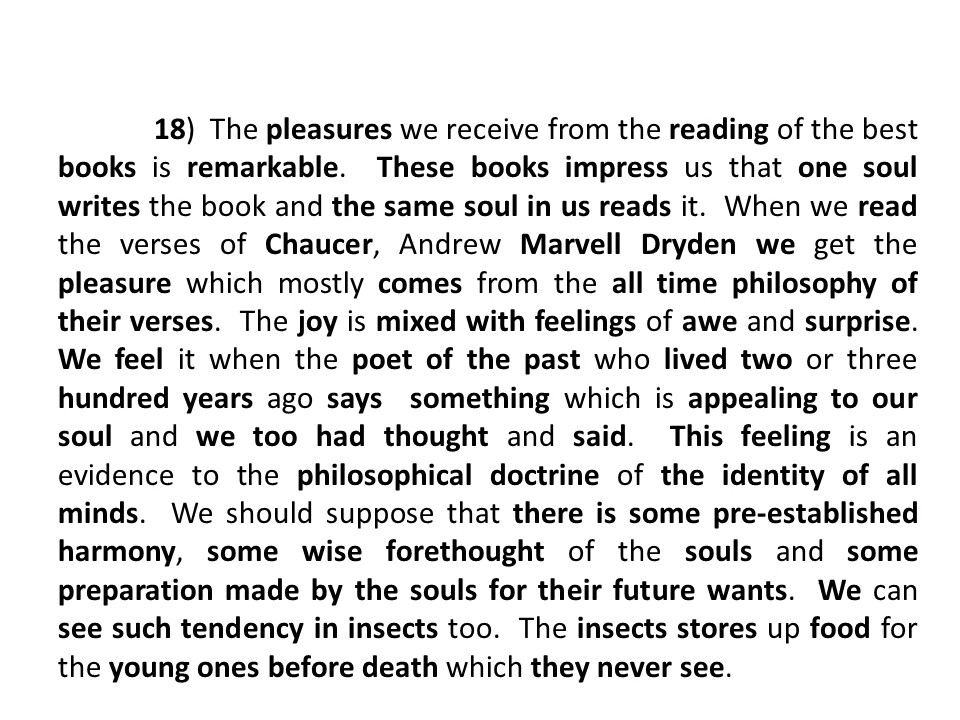 18) The pleasures we receive from the reading of the best
books is remarkable. These books impress us that one soul
writes the book and the same soul in us reads it. When we read
the verses of Chaucer, Andrew Marvell Dryden we get the
pleasure which mostly comes from the all time philosophy of
their verses. The joy is mixed with feelings of awe and surprise.
We feel it when the poet of the past who lived two or three
hundred years ago says something which is appealing to our
soul and we too had thought and said. This feeling is an
evidence to the philosophical doctrine of the identity of all
minds. We should suppose that there is some pre-established
harmony, some wise forethought of the souls and some
preparation made by the souls for their future wants. We can
see such tendency in insects too. The insects stores up food for
the young ones before death which they never see.